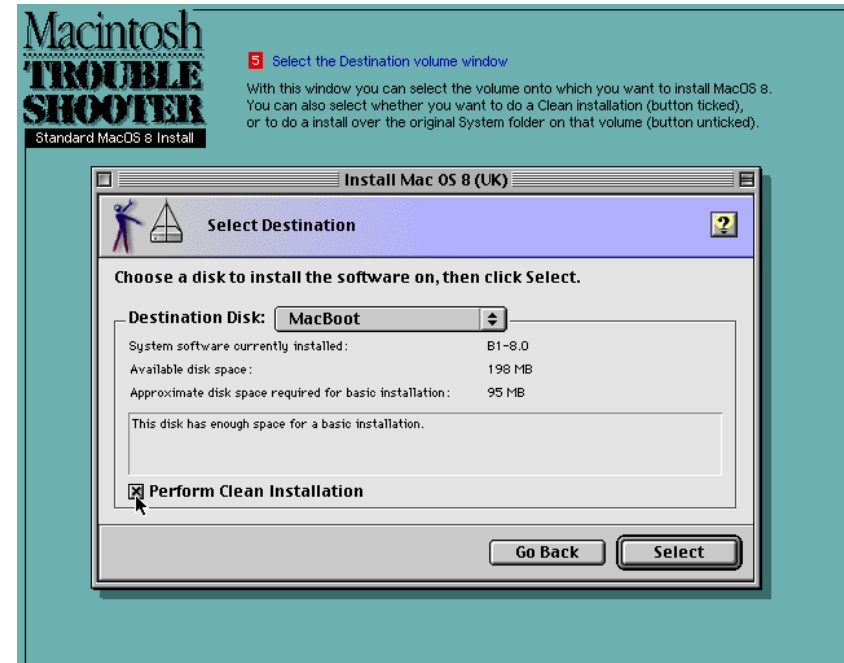 Macintosh
TROUBLE
SHOOTER
Standard MacOS 8 Install
5 Select the Destination volume window
With this window you can select the volume onto which you want to install MacOS 8.
You can also select whether you want to do a Clean installation (button ticked),
or to do a install over the original System folder on that volume (button unticked).
Install Mac OS 8 (UK)
Select Destination
?
Choose a disk to install the software on, then click Select.
Destination Disk: MacBoot
System software currently installed: B1-8.0
Available disk space: 198 MB
Approximate disk space required for basic installation: 95 MB
This disk has enough space for a basic installation.
Perform Clean Installation
Go Back Select